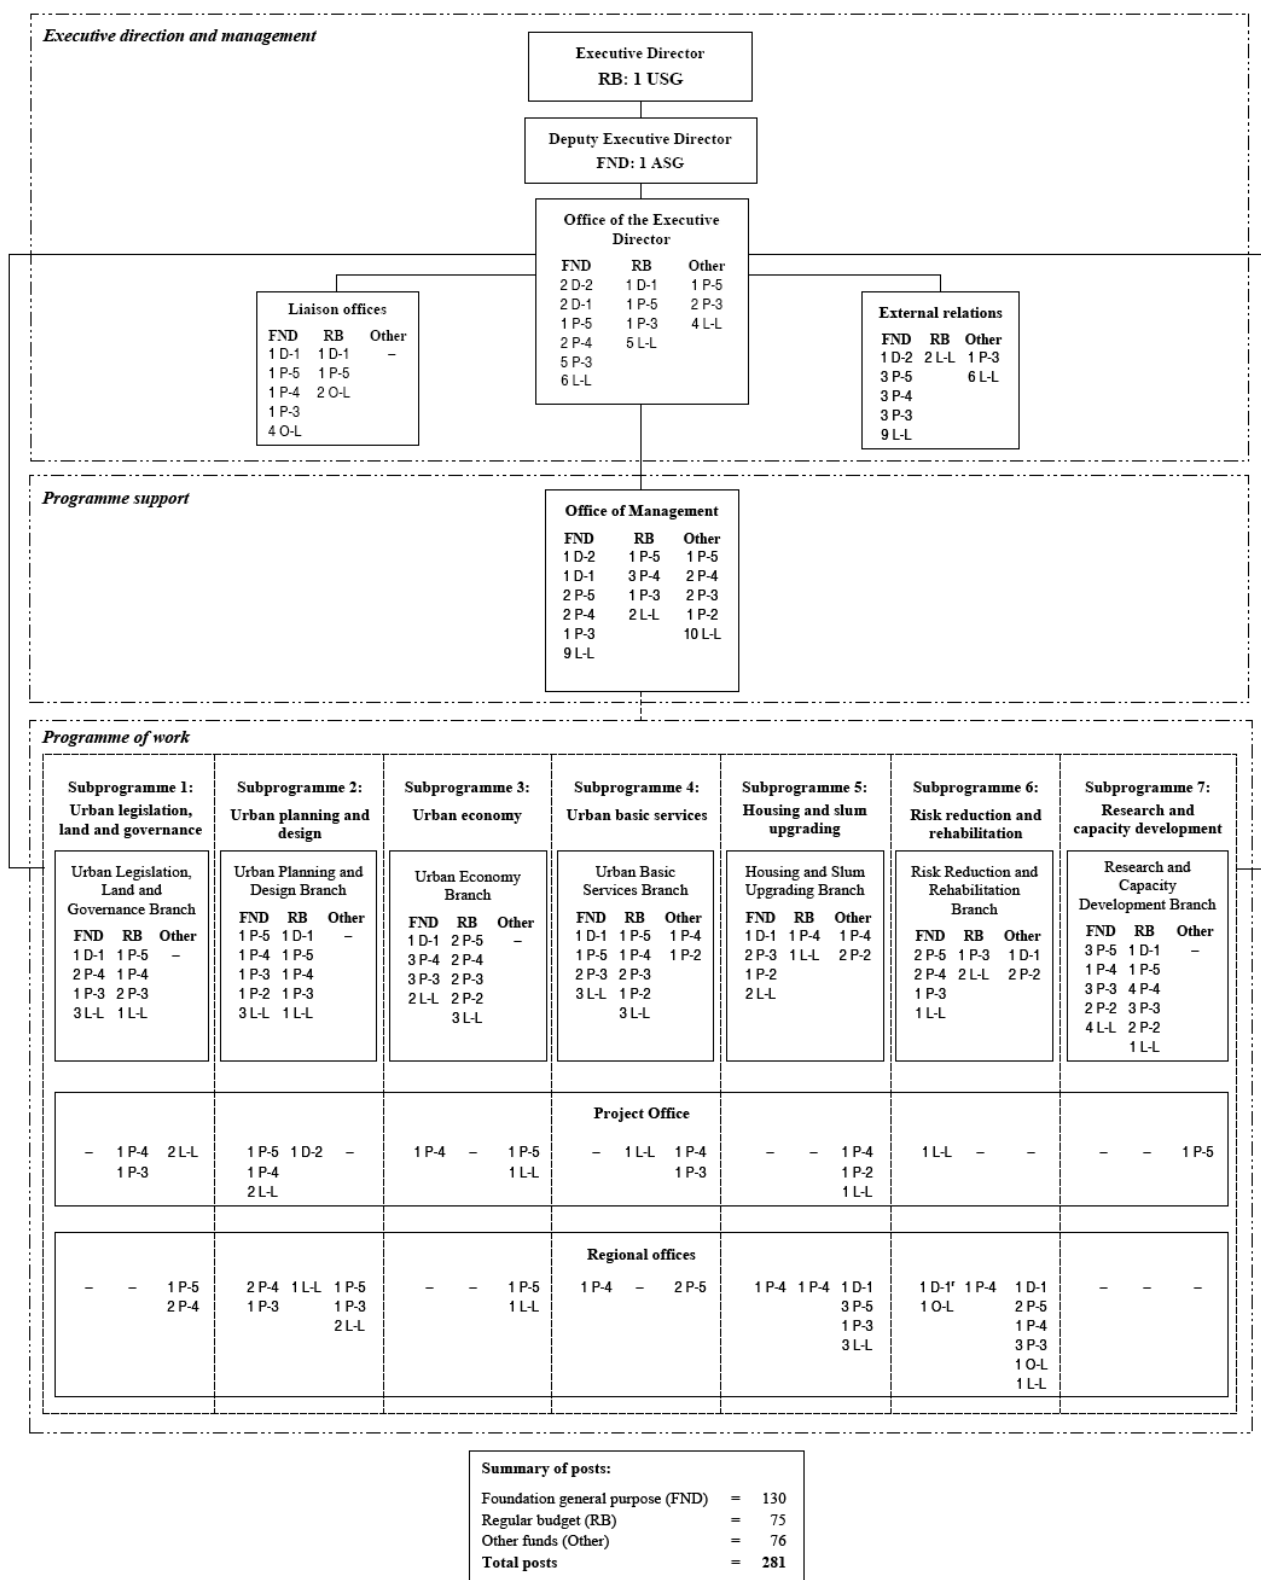 Executive direction and management
Executive Director
RB: 1 USG
Deputy Executive Director
FND: 1 ASG
Office of the Executive
Director
FND RB Other
2 D-2 1 D-1 1 P-5
2 D-1 1 P-5 2 P-3
1 P-5 1 P-3 4 L-L
2 P-4 5 L-L
5 P-3
6 L-L
Liaison offices
FND RB Other
1 D-1 1 D-1 –
1 P-5 1 P-5
1 P-4 2 O-L
1 P-3
4 O-L
External relations
FND RB Other
1 D-2 2 L-L 1 P-3
3 P-5 6 L-L
3 P-4
3 P-3
9 L-L
Programme support
Office of Management
FND RB Other
1 D-2 1 P-5 1 P-5
1 D-1 3 P-4 2 P-4
2 P-5 1 P-3 2 P-3
2 P-4 2 L-L 1 P-2
1 P-3 10 L-L
9 L-L
Programme of work
Subprogramme 1:
Urban legislation,
land and governance
Urban Legislation,
Land and
Governance Branch
FND RB Other
1 D-1 1 P-5 –
2 P-4 1 P-4
1 P-3 2 P-3
3 L-L 1 L-L
Subprogramme 2:
Urban planning and
design
Urban Planning and
Design Branch
FND RB Other
1 P-5 1 D-1 –
1 P-4 1 P-5
1 P-3 1 P-4
1 P-2 1 P-3
3 L-L 1 L-L
Subprogramme 3:
Urban economy
Urban Economy
Branch
FND RB Other
1 D-1 2 P-5 –
3 P-4 2 P-4
3 P-3 2 P-3
2 L-L 2 P-2
3 L-L
Subprogramme 4:
Urban basic services
Urban Basic
Services Branch
FND RB Other
1 D-1 1 P-5 1 P-4
1 P-5 1 P-4 1 P-2
2 P-3 2 P-3
3 L-L 1 P-2
3 L-L
Subprogramme 5:
Housing and slum
upgrading
Housing and Slum
Upgrading Branch
FND RB Other
1 D-1 1 P-4 1 P-4
2 P-3 1 L-L 2 P-2
1 P-2
2 L-L
Subprogramme 6:
Risk reduction and
rehabilitation
Risk Reduction and
Rehabilitation
Branch
FND RB Other
2 P-5 1 P-3 1 D-1
2 P-4 2 L-L 2 P-2
1 P-3
1 L-L
Subprogramme 7:
Research and
capacity development
Research and
Capacity
Development Branch
FND RB Other
3 P-5 1 D-1 –
1 P-4 1 P-5
3 P-3 4 P-4
2 P-2 3 P-3
4 L-L 2 P-2
1 L-L
Project Office
– 1 P-4 2 L-L 1 P-5 1 D-2 – 1 P-4 – 1 P-5 – 1 L-L 1 P-4 – – 1 P-4 1 L-L – – – – 1 P-5
1 P-3 1 P-4 1 L-L 1 P-3 1 P-2
2 L-L 1 L-L
Regional offices
– – 1 P-5 2 P-4 1 L-L 1 P-5 – – 1 P-5 1 P-4 – 2 P-5 1 P-4 1 P-4 1 D-1 1 D-1ʳ 1 P-4 1 D-1 – – –
2 P-4 1 P-3 1 P-3 1 L-L 3 P-5 1 O-L 2 P-5
2 L-L 1 P-3 1 P-4
3 L-L 3 P-3
1 O-L
1 L-L
Summary of posts:
Foundation general purpose (FND) = 130
Regular budget (RB) = 75
Other funds (Other) = 76
Total posts = 281